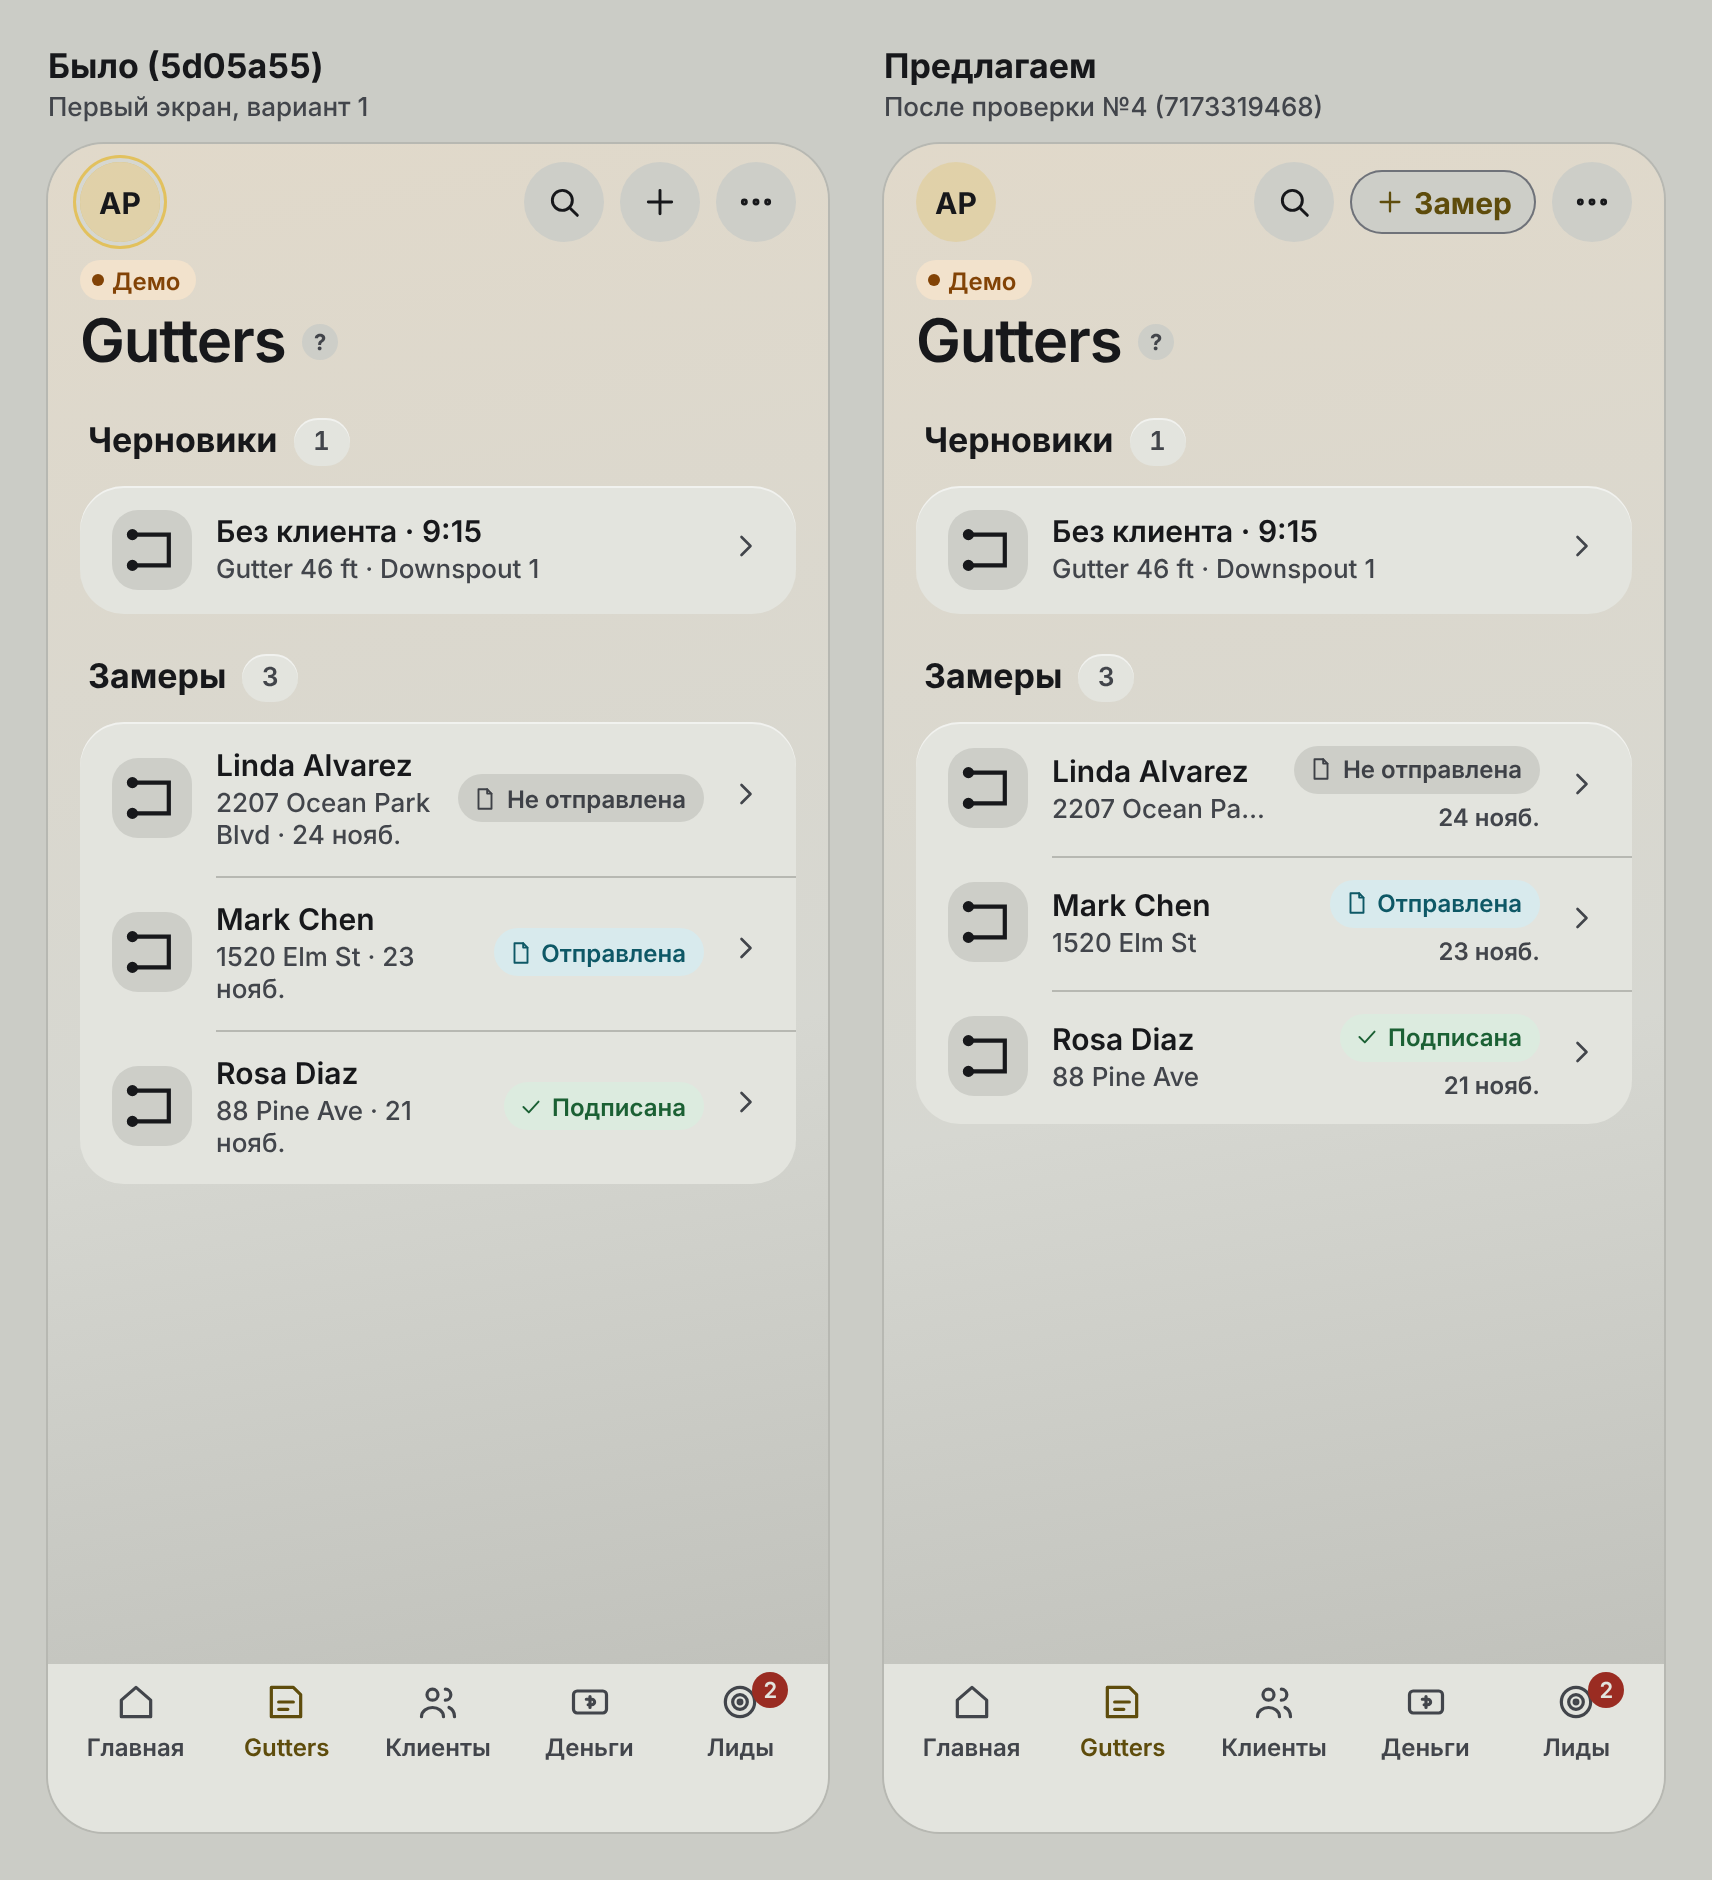 Было (5d05a55)
Первый экран, вариант 1
AP
Демо
Gutters ?
Черновики 1
Без клиента · 9:15
Gutter 46 ft · Downspout 1
Замеры 3
Linda Alvarez
2207 Ocean Park
Blvd · 24 нояб.
Не отправлена
Mark Chen
1520 Elm St · 23
нояб.
Отправлена
Rosa Diaz
88 Pine Ave · 21
нояб.
Подписана
Главная
Gutters
Клиенты
Деньги
2
Лиды
Предлагаем
После проверки №4 (7173319468)
AP
+ Замер
Демо
Gutters ?
Черновики 1
Без клиента · 9:15
Gutter 46 ft · Downspout 1
Замеры 3
Linda Alvarez
2207 Ocean Pa...
Не отправлена
24 нояб.
Mark Chen
1520 Elm St
Отправлена
23 нояб.
Rosa Diaz
88 Pine Ave
Подписана
21 нояб.
Главная
Gutters
Клиенты
Деньги
2
Лиды